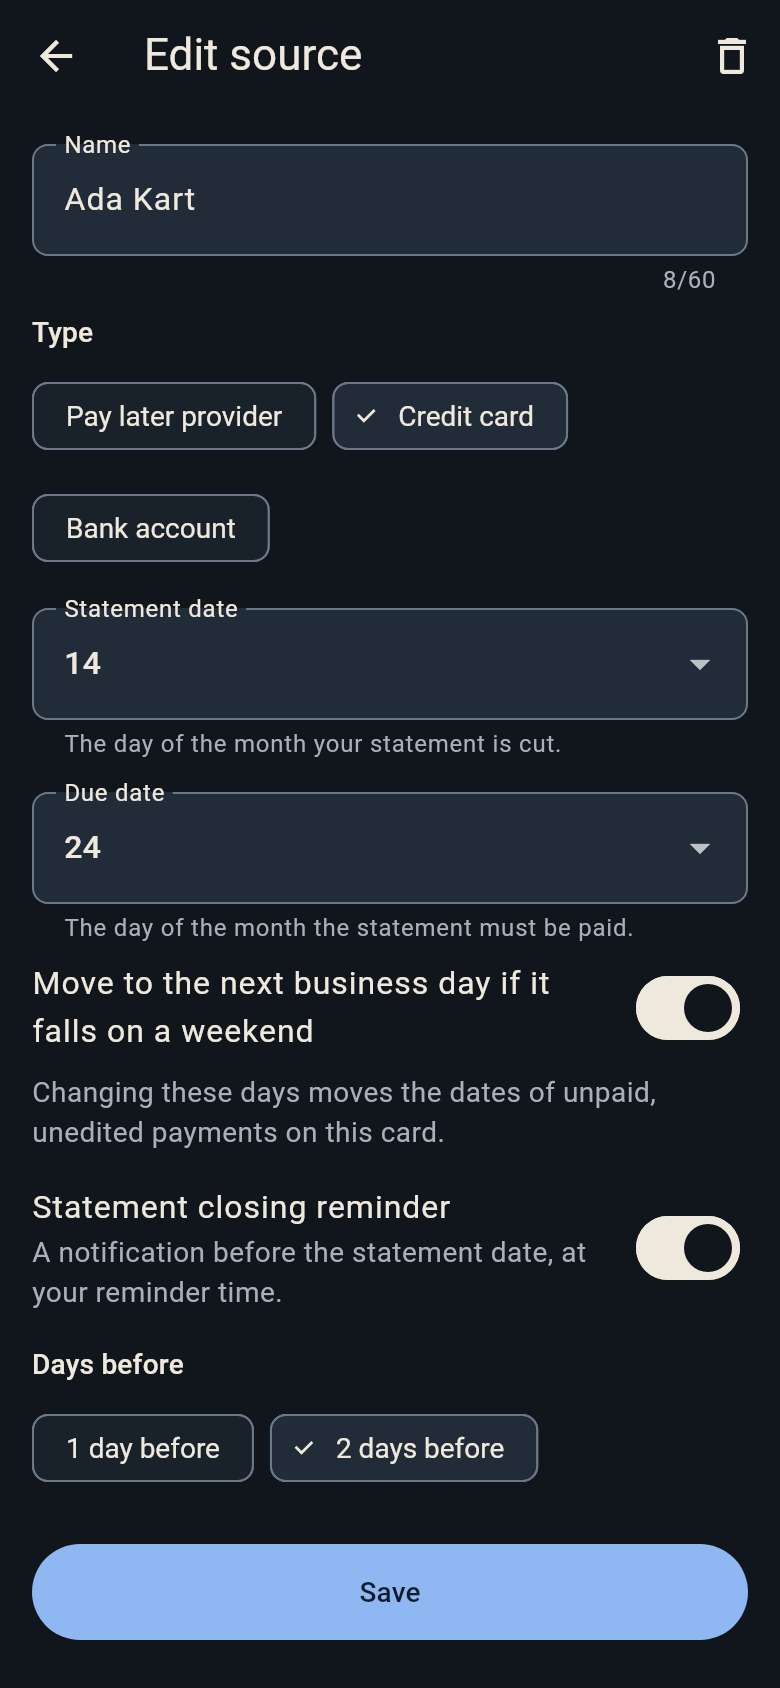 Edit source
Name
Ada Kart
8/60
Type
Pay later provider
Credit card
Bank account
Statement date
14
The day of the month your statement is cut.
Due date
24
The day of the month the statement must be paid.
Move to the next business day if it
falls on a weekend
Changing these days moves the dates of unpaid,
unedited payments on this card.
Statement closing reminder
A notification before the statement date, at
your reminder time.
Days before
1 day before
2 days before
Save